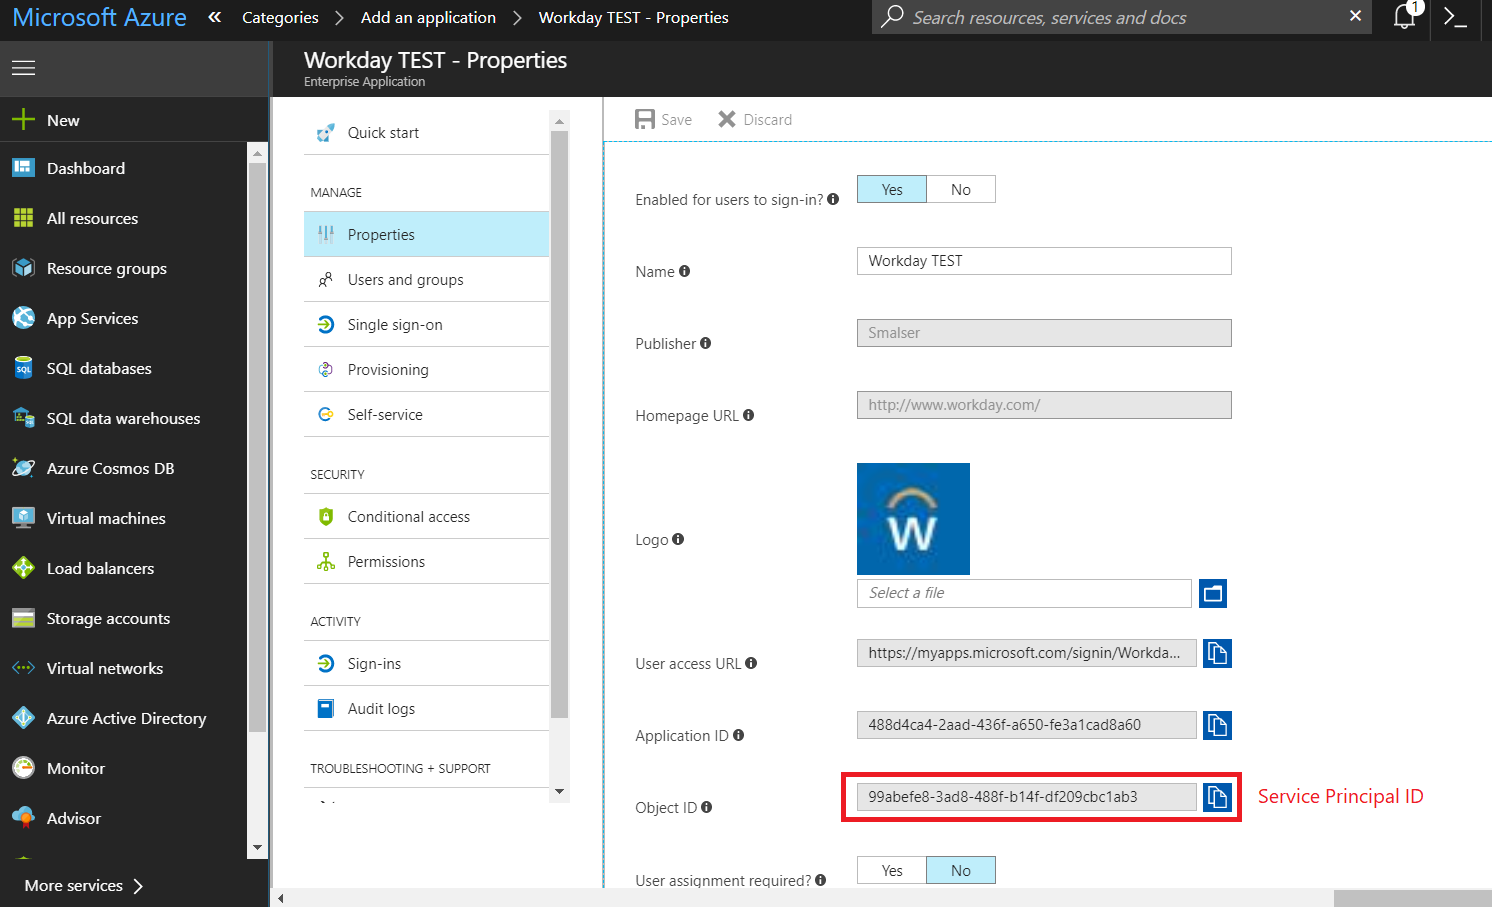 Microsoft Azure « Categories > Add an application > Workday TEST - Properties
Search resources, services and docs
1
Workday TEST - Properties
Enterprise Application
New
Dashboard
All resources
Resource groups
App Services
SQL databases
SQL data warehouses
Azure Cosmos DB
Virtual machines
Load balancers
Storage accounts
Virtual networks
Azure Active Directory
Monitor
Advisor
More services
Quick start
MANAGE
Properties
Users and groups
Single sign-on
Provisioning
Self-service
SECURITY
Conditional access
Permissions
ACTIVITY
Sign-ins
Audit logs
TROUBLESHOOTING + SUPPORT
Save Discard
Enabled for users to sign-in? Yes No
Name Workday TEST
Publisher Smalser
Homepage URL http://www.workday.com/
Logo
w
Select a file
User access URL https://myapps.microsoft.com/signin/Workda...
Application ID 488d4ca4-2aad-436f-a650-fe3a1cad8a60
Object ID 99abefe8-3ad8-488f-b14f-df209cbc1ab3 Service Principal ID
User assignment required? Yes No